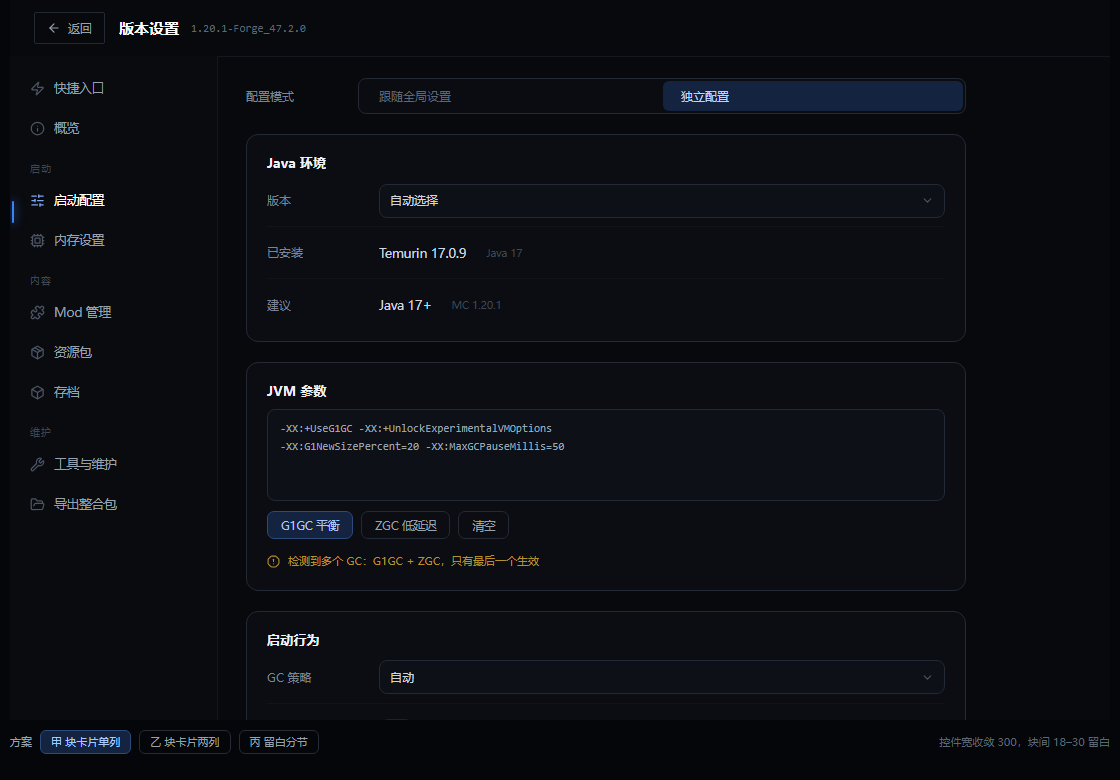 返回 版本设置 1.20.1-Forge_47.2.0
快捷入口
概览
启动
启动配置
内存设置
内容
Mod 管理
资源包
存档
维护
工具与维护
导出整合包
配置模式 跟随全局设置 独立配置
Java 环境
版本 自动选择
已安装 Temurin 17.0.9 Java 17
建议 Java 17+ MC 1.20.1
JVM 参数
-XX:+UseG1GC -XX:+UnlockExperimentalVMOptions
-XX:G1NewSizePercent=20 -XX:MaxGCPauseMillis=50
G1GC 平衡 ZGC 低延迟 清空
检测到多个 GC：G1GC + ZGC，只有最后一个生效
启动行为
GC 策略 自动
方案 甲 块卡片单列 乙 块卡片两列 丙 留白分节 控件宽收敛 300，块间 18–30 留白